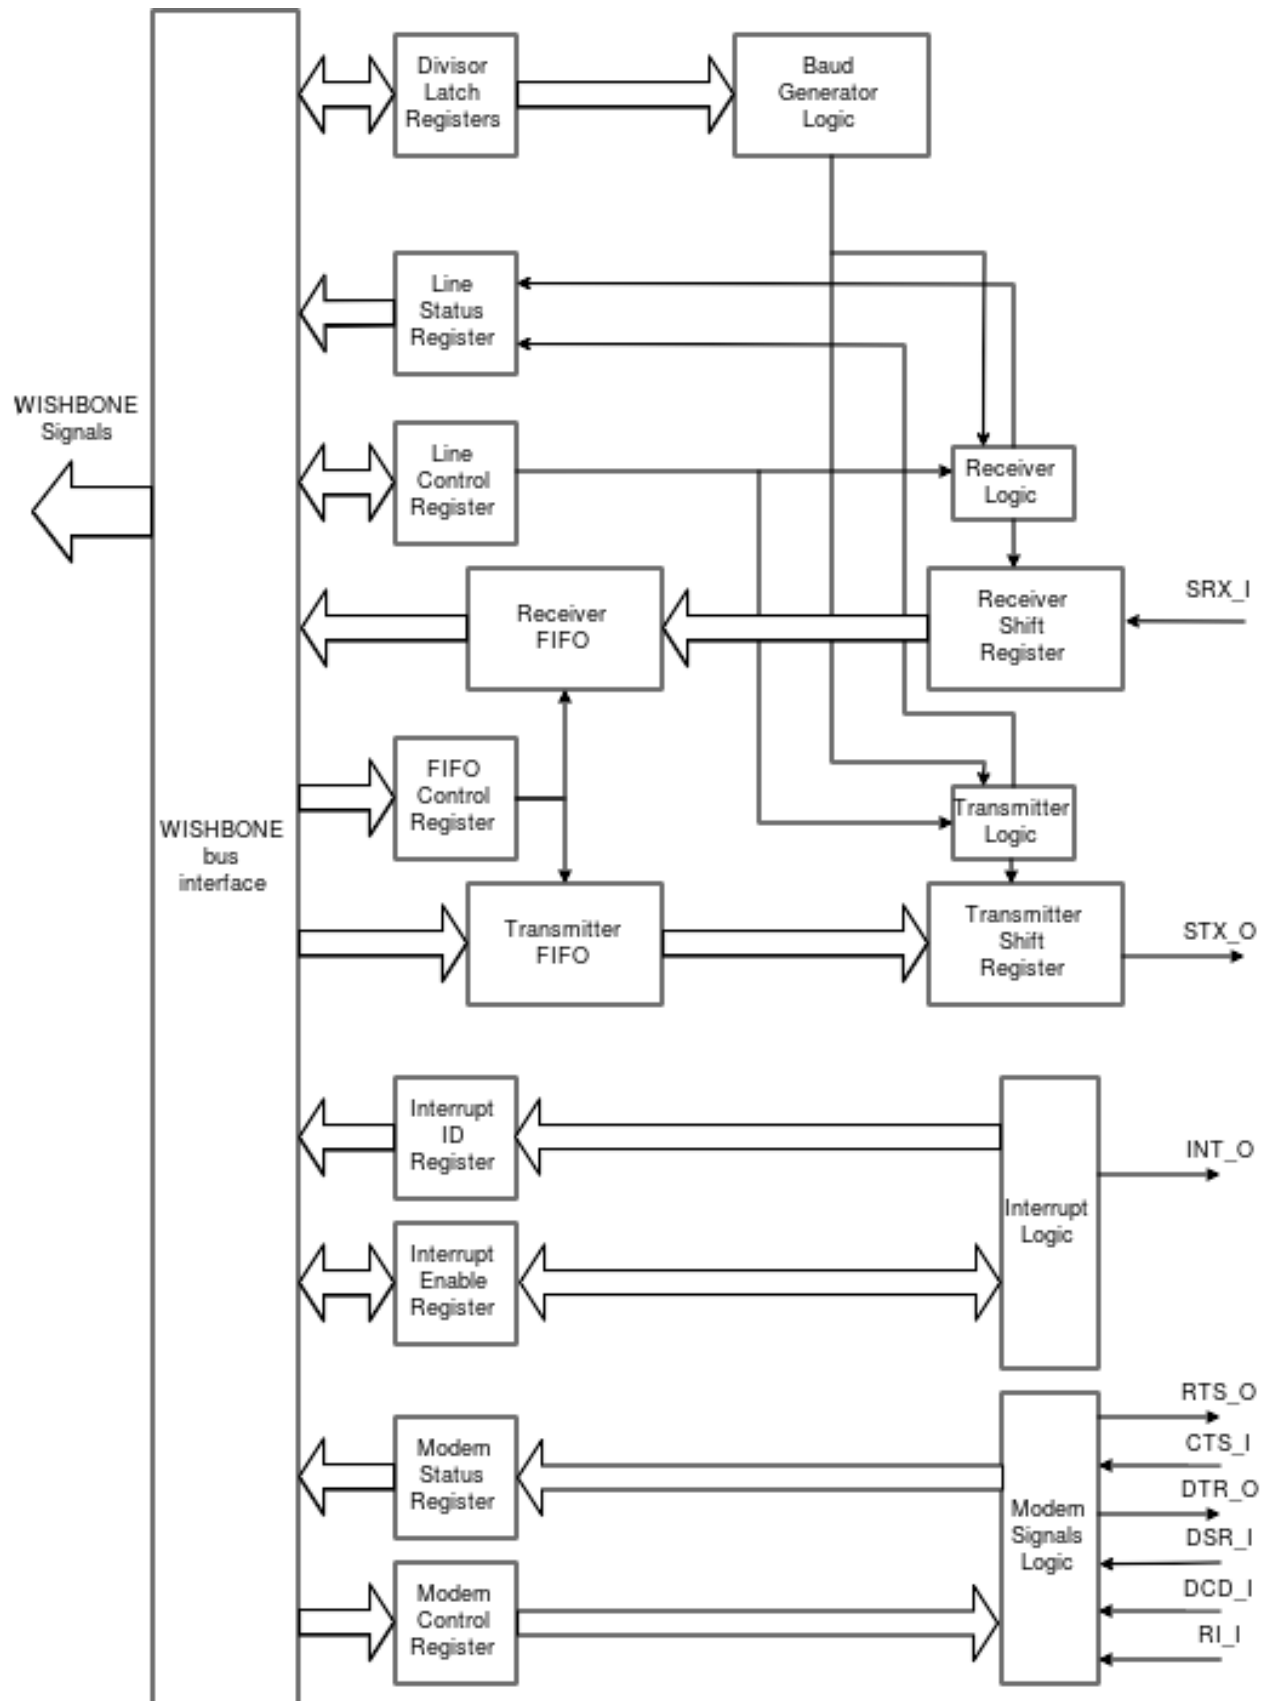 Divisor
Latch
Registers
Baud
Generator
Logic
Line
Status
Register
WISHBONE
Signals
Line
Control
Register
Receiver
Logic
Receiver
FIFO
Receiver
Shift
Register
SRX_I
FIFO
Control
Register
WISHBONE
bus
interface
Transmitter
Logic
Transmitter
FIFO
Transmitter
Shift
Register
STX_O
Interrupt
ID
Register
INT_O
Interrupt
Logic
Interrupt
Enable
Register
RTS_O
CTS_I
DTR_O
DSR_I
DCD_I
RI_I
Modem
Status
Register
Modem
Signals
Logic
Modem
Control
Register